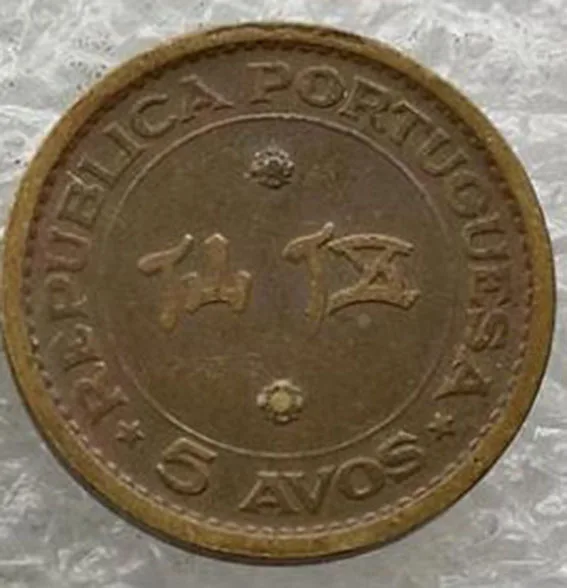 REPUBLICA PORTUGUESA
仙伍
★ 5 AVOS ★